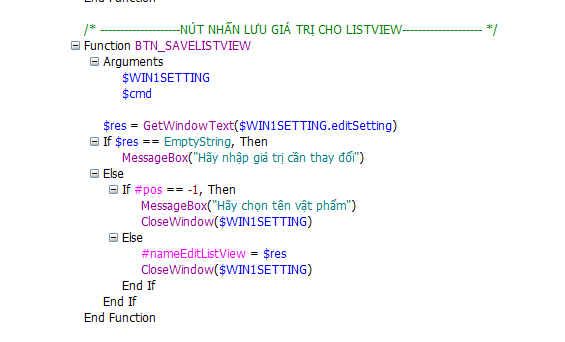 End Function
/* --------------------NÚT NHẤN LƯU GIÁ TRỊ CHO LISTVIEW-------------------- */
Function BTN_SAVELISTVIEW
Arguments
$WIN1SETTING
$cmd
$res = GetWindowText($WIN1SETTING.editSetting)
If $res == EmptyString, Then
MessageBox("Hãy nhập giá trị cần thay đổi")
Else
If #pos == -1, Then
MessageBox("Hãy chọn tên vật phẩm")
CloseWindow($WIN1SETTING)
Else
#nameEditListView = $res
CloseWindow($WIN1SETTING)
End If
End If
End Function